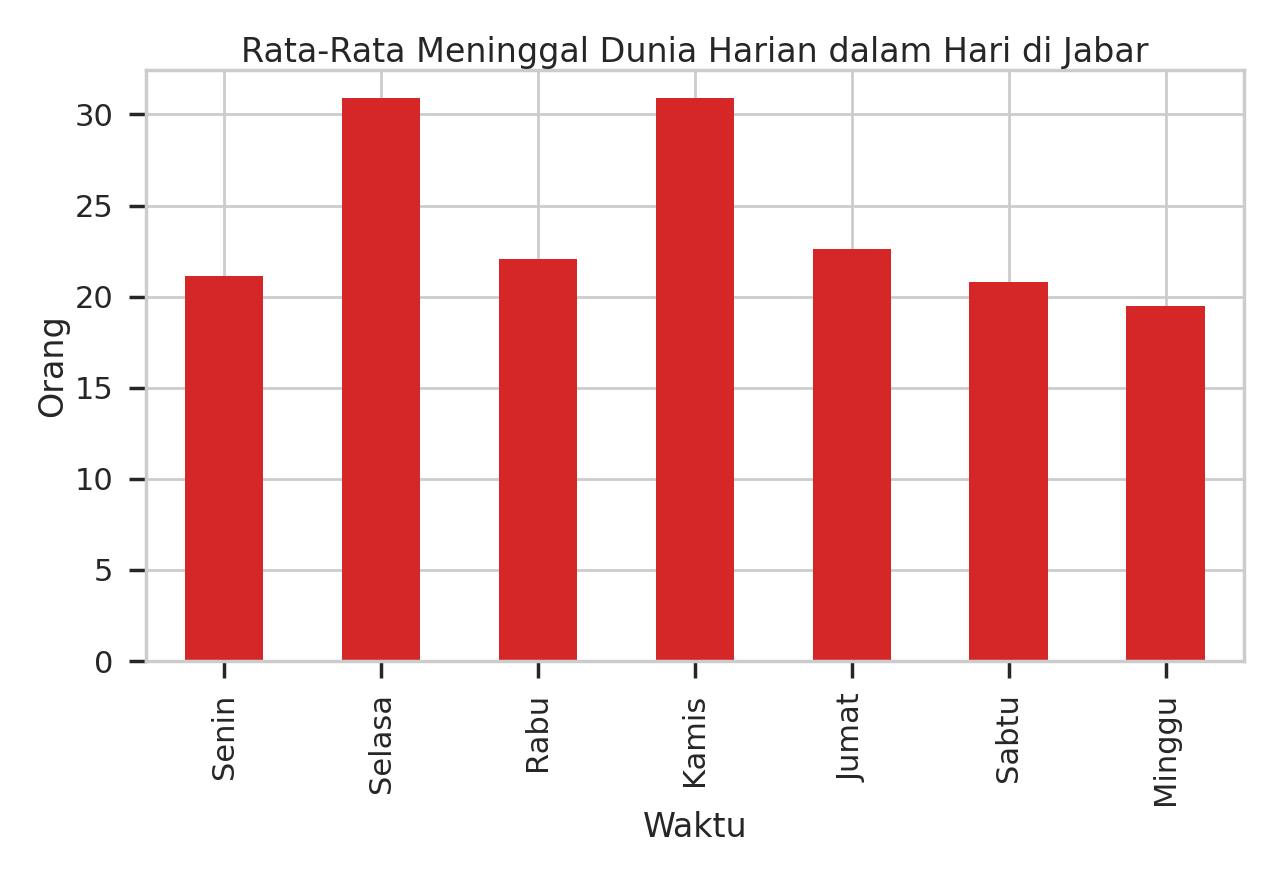 Rata-Rata Meninggal Dunia Harian dalam Hari di Jabar
30
25
20
15
10
5
0
Orang
Senin
Selasa
Rabu
Kamis
Jumat
Sabtu
Minggu
Waktu